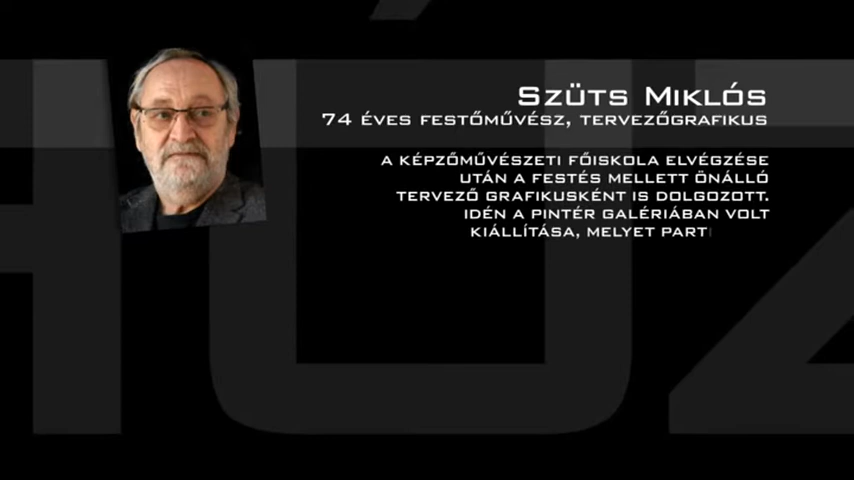 SZÜTS MIKLÓS
74 ÉVES FESTŐMŰVÉSZ, TERVEZŐGRAFIKUS
A KÉPZŐMŰVÉSZETI FŐISKOLA ELVÉGZÉSE
UTÁN A FESTÉS MELLETT ÖNÁLLÓ
TERVEZŐ GRAFIKUSKÉNT IS DOLGOZOTT.
IDÉN A PINTÉR GALÉRIÁBAN VOLT
KIÁLLÍTÁSA, MELYET PART